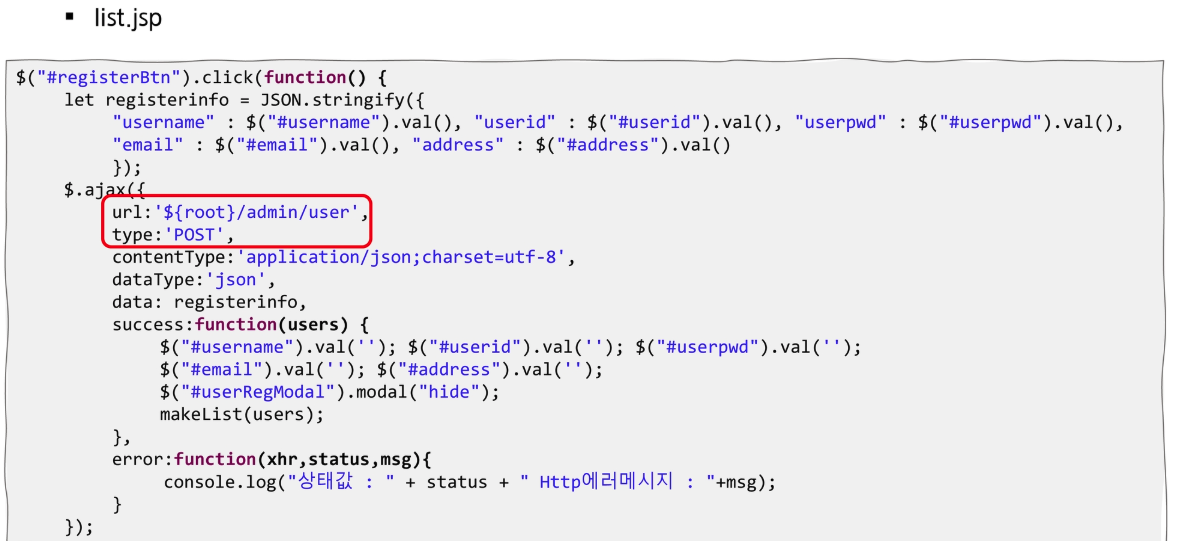 ▪ list.jsp
$("#registerBtn").click(function() {
let registerinfo = JSON.stringify({
"username" : $("#username").val(), "userid" : $("#userid").val(), "userpwd" : $("#userpwd").val(),
"email" : $("#email").val(), "address" : $("#address").val()
});
$.ajax({
url:'${root}/admin/user',
type:'POST',
contentType:'application/json;charset=utf-8',
dataType:'json',
data: registerinfo,
success:function(users) {
$("#username").val(''); $("#userid").val(''); $("#userpwd").val('');
$("#email").val(''); $("#address").val('');
$("#userRegModal").modal("hide");
makeList(users);
},
error:function(xhr,status,msg){
console.log("상태값 : " + status + " Http에러메시지 : "+msg);
}
});